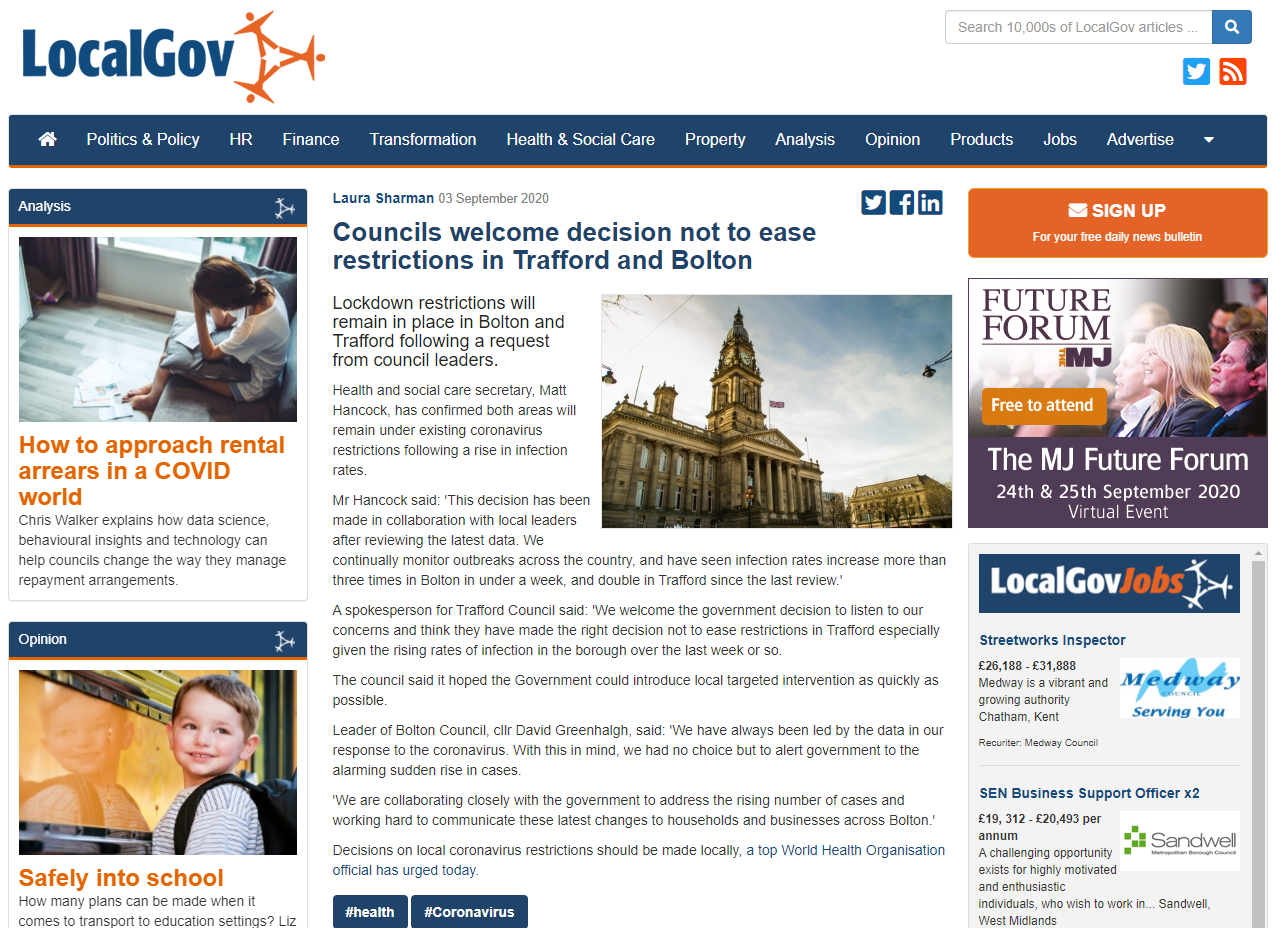 LocalGov
Search 10,000s of LocalGov articles ...
Politics & Policy HR Finance Transformation Health & Social Care Property Analysis Opinion Products Jobs Advertise
Analysis
How to approach rental
arrears in a COVID
world
Chris Walker explains how data science,
behavioural insights and technology can
help councils change the way they manage
repayment arrangements.
Opinion
Safely into school
How many plans can be made when it
comes to transport to education settings? Liz
Laura Sharman 03 September 2020
Councils welcome decision not to ease
restrictions in Trafford and Bolton
Lockdown restrictions will
remain in place in Bolton and
Trafford following a request
from council leaders.
Health and social care secretary, Matt
Hancock, has confirmed both areas will
remain under existing coronavirus
restrictions following a rise in infection
rates.
Mr Hancock said: 'This decision has been
made in collaboration with local leaders
after reviewing the latest data. We
continually monitor outbreaks across the country, and have seen infection rates increase more than
three times in Bolton in under a week, and double in Trafford since the last review.'
A spokesperson for Trafford Council said: 'We welcome the government decision to listen to our
concerns and think they have made the right decision not to ease restrictions in Trafford especially
given the rising rates of infection in the borough over the last week or so.
The council said it hoped the Government could introduce local targeted intervention as quickly as
possible.
Leader of Bolton Council, cllr David Greenhalgh, said: 'We have always been led by the data in our
response to the coronavirus. With this in mind, we had no choice but to alert government to the
alarming sudden rise in cases.
'We are collaborating closely with the government to address the rising number of cases and
working hard to communicate these latest changes to households and businesses across Bolton.'
Decisions on local coronavirus restrictions should be made locally, a top World Health Organisation
official has urged today.
#health #Coronavirus
SIGN UP
For your free daily news bulletin
FUTURE
FORUM
THE MJ
Free to attend
The MJ Future Forum
24th & 25th September 2020
Virtual Event
LocalGovJobs
Streetworks Inspector
£26,188 - £31,888
Medway is a vibrant and
growing authority
Chatham, Kent
Medway
COUNCIL
Serving You
Recuriter: Medway Council
SEN Business Support Officer x2
£19, 312 - £20,493 per
annum
A challenging opportunity
exists for highly motivated
and enthusiastic
individuals, who wish to work in... Sandwell,
West Midlands
Sandwell
Metropolitan Borough Council